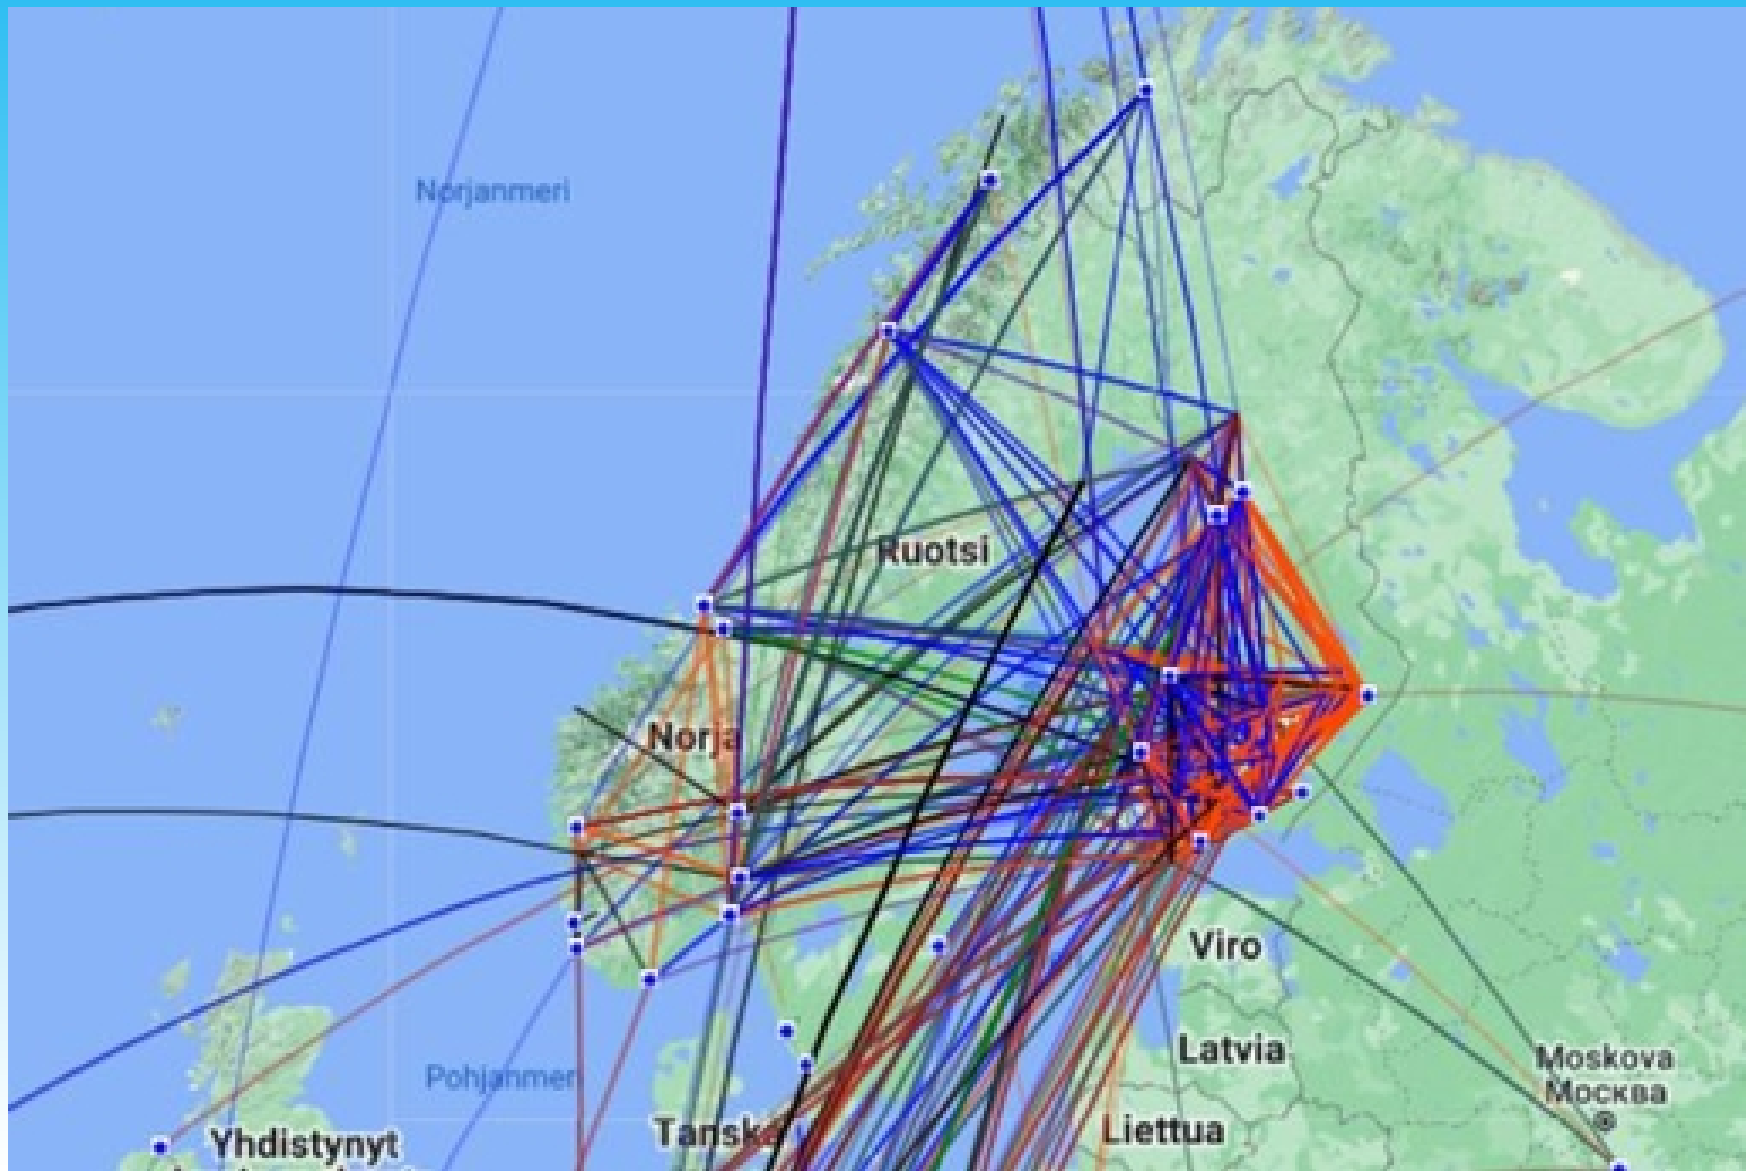 Norjanmeri
Ruotsi
Norja
Viro
Latvia
Moskova
Москва
Pohjanmeri
Tanska
Liettua
Yhdistynyt